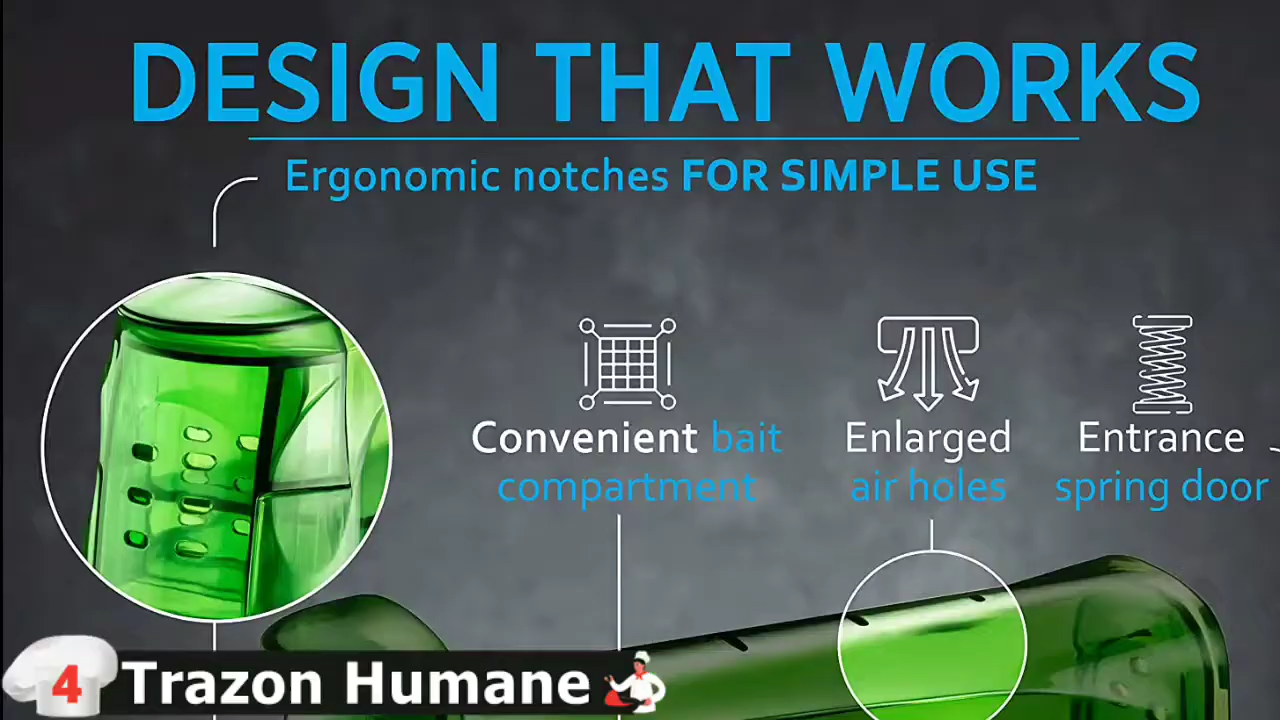 DESIGN THAT WORKS
Ergonomic notches FOR SIMPLE USE
Convenient bait
compartment
Enlarged
air holes
Entrance
spring door
4 Trazon Humane